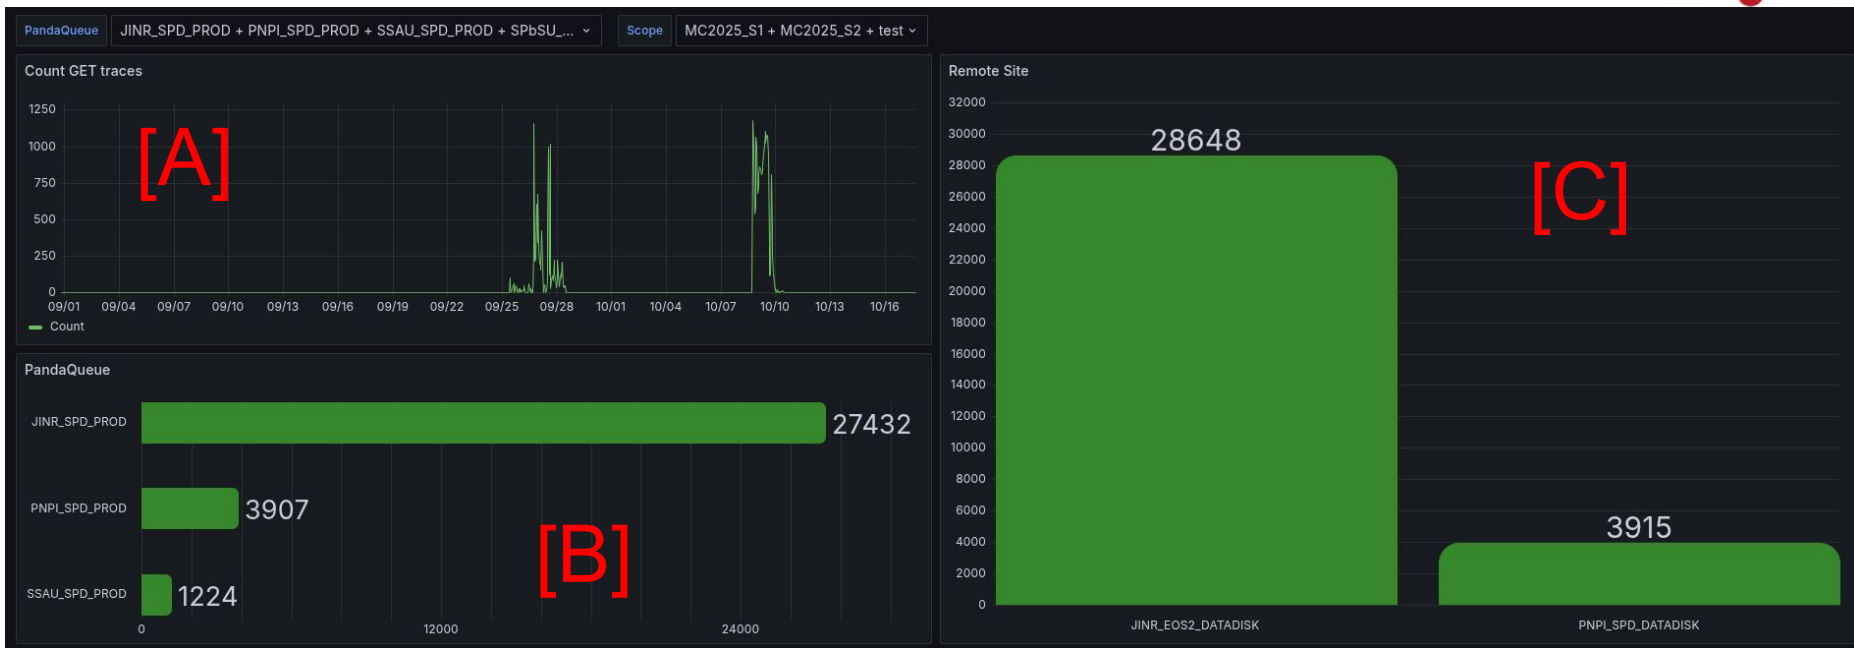 PandaQueue JINR_SPD_PROD + PNPI_SPD_PROD + SSAU_SPD_PROD + SPbSU_... Scope MC2025_S1 + MC2025_S2 + test
Count GET traces
1250
1000
750
500
250
0
09/01 09/04 09/07 09/10 09/13 09/16 09/19 09/22 09/25 09/28 10/01 10/04 10/07 10/10 10/13 10/16
Count
[A]
PandaQueue
JINR_SPD_PROD 27432
PNPI_SPD_PROD 3907
SSAU_SPD_PROD 1224
0 12000 24000
[B]
Remote Site
32000
30000
28000
26000
24000
22000
20000
18000
16000
14000
12000
10000
8000
6000
4000
2000
0
28648
3915
JINR_EOS2_DATADISK PNPI_SPD_DATADISK
[C]